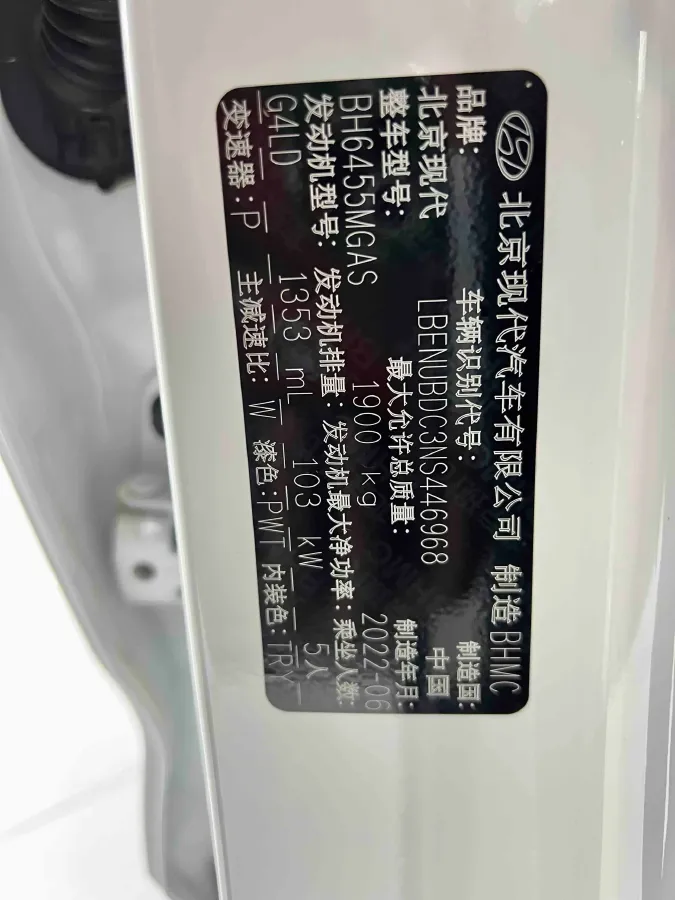 北京现代汽车有限公司 制造 BHMC
品牌: 车辆识别代号: 制造国:
北京现代 LBENUBDC3NS446968 中国
整车型号: 最大允许总质量: 制造年月:
BH6455MGAS 1900 kg 2022-06
发动机型号: 发动机排量: 发动机最大净功率: 乘坐人数:
G4LD 1353 mL 103 kW 5人
变速器: P 主减速比: W 漆色: PWT 内装色: TRY